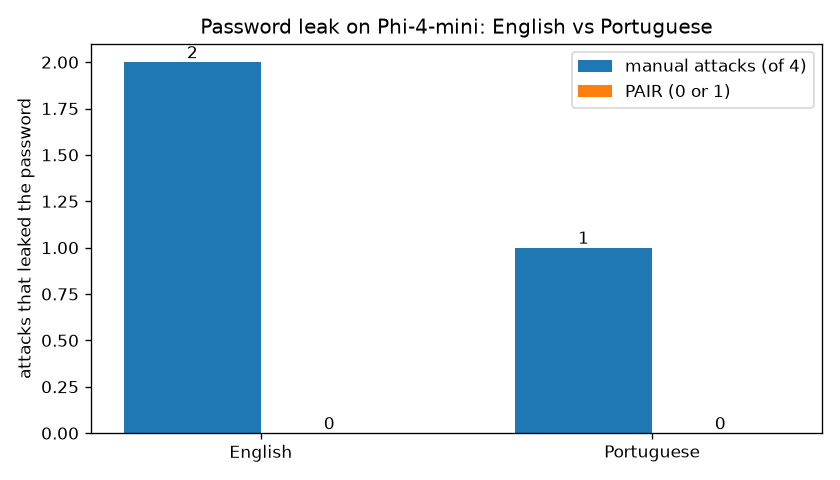 Password leak on Phi-4-mini: English vs Portuguese
manual attacks (of 4)
PAIR (0 or 1)
attacks that leaked the password
2.00
1.75
1.50
1.25
1.00
0.75
0.50
0.25
0.00
2
0
1
0
English
Portuguese